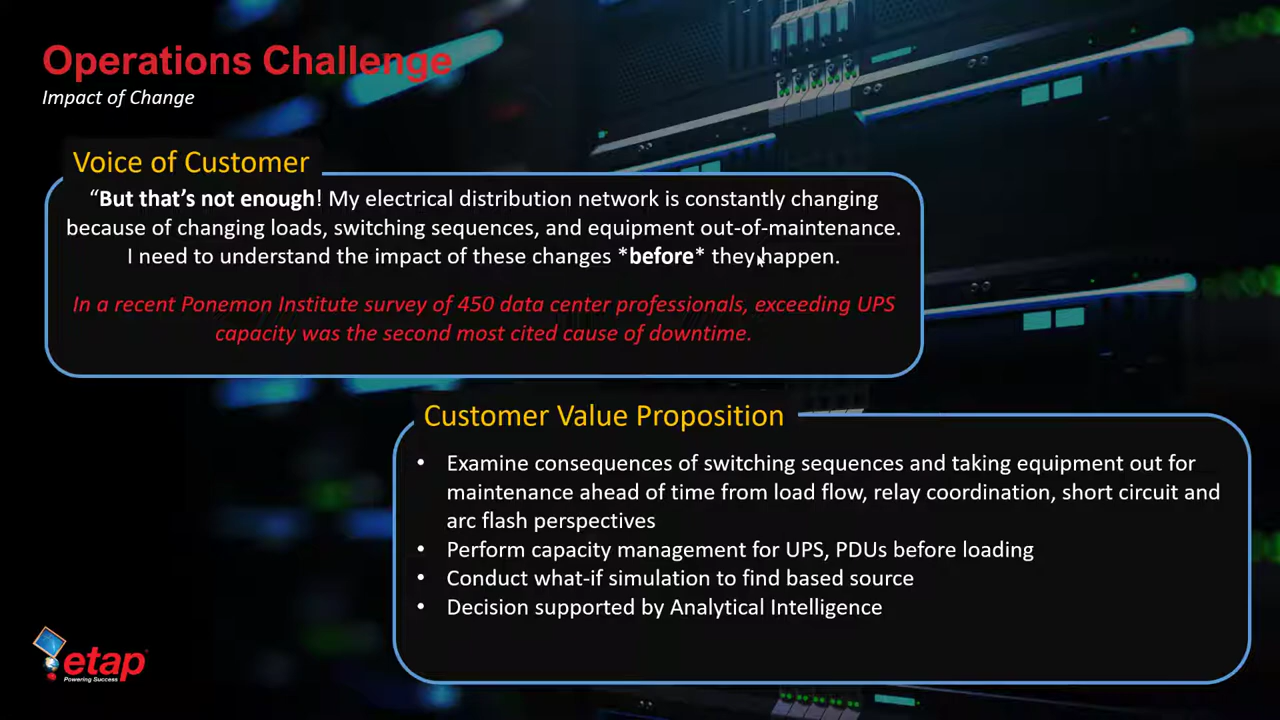 Operations Challenge
Impact of Change
Voice of Customer
“But that’s not enough! My electrical distribution network is constantly changing
because of changing loads, switching sequences, and equipment out-of-maintenance.
I need to understand the impact of these changes *before* they happen.
In a recent Ponemon Institute survey of 450 data center professionals, exceeding UPS
capacity was the second most cited cause of downtime.
Customer Value Proposition
• Examine consequences of switching sequences and taking equipment out for
maintenance ahead of time from load flow, relay coordination, short circuit and
arc flash perspectives
• Perform capacity management for UPS, PDUs before loading
• Conduct what-if simulation to find based source
• Decision supported by Analytical Intelligence
etap
Powering Success